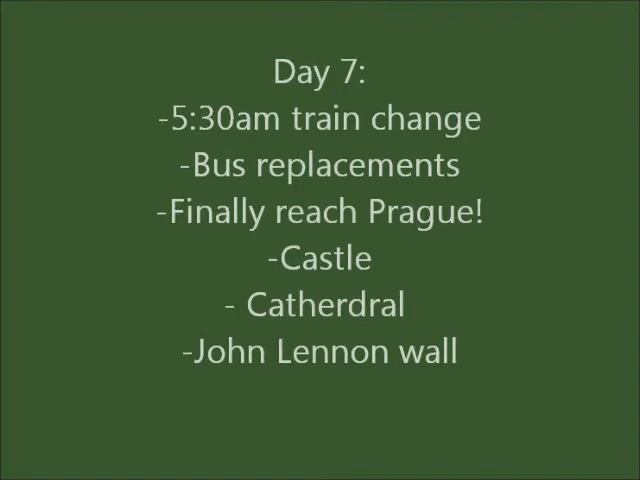 Day 7:
-5:30am train change
-Bus replacements
-Finally reach Prague!
-Castle
- Catherdral
-John Lennon wall